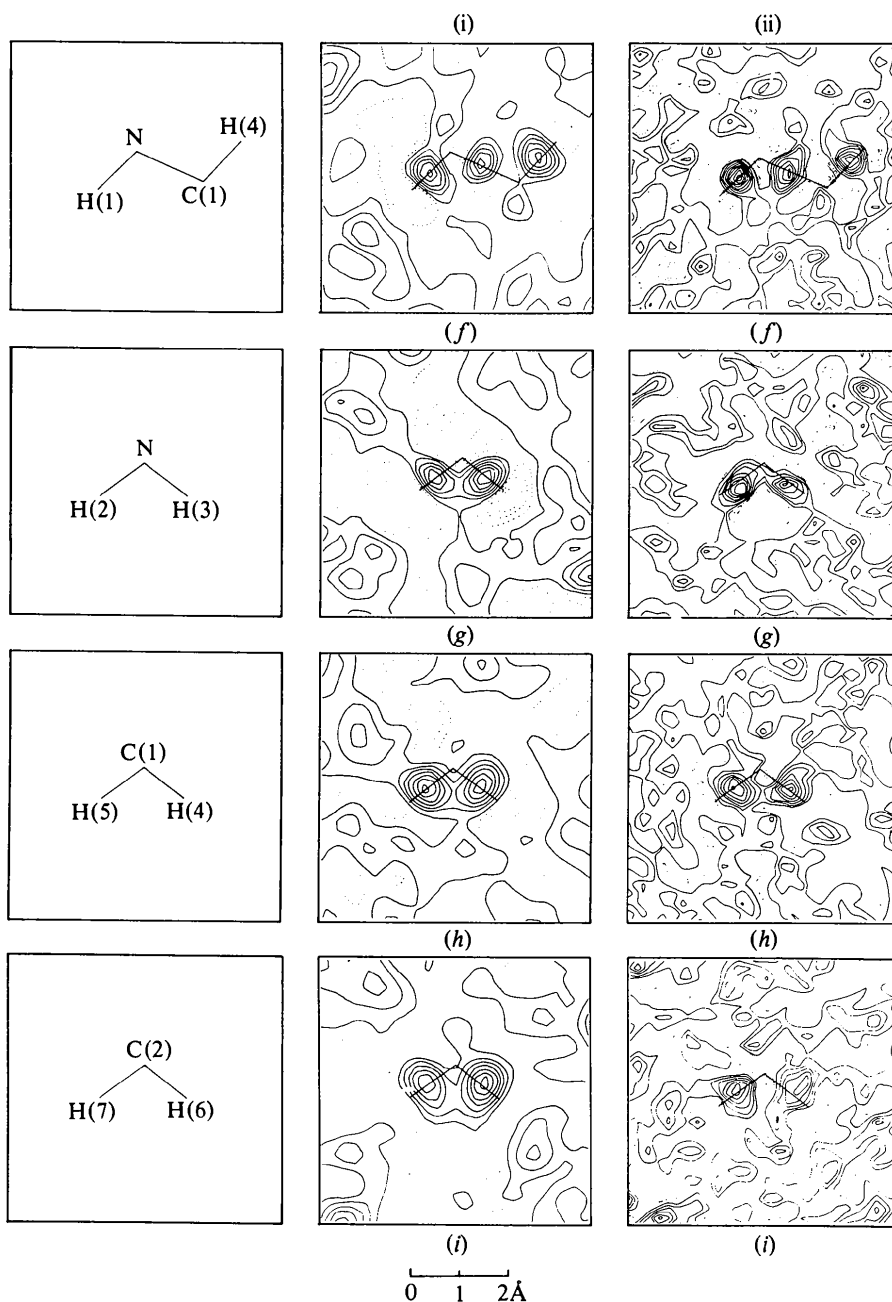 (i) (ii)
N
H(4)
H(1)
C(1)
(f) (f)
N
H(2) H(3)
(g) (g)
C(1)
H(5) H(4)
(h) (h)
C(2)
H(7) H(6)
(i) (i)
0 1 2Å